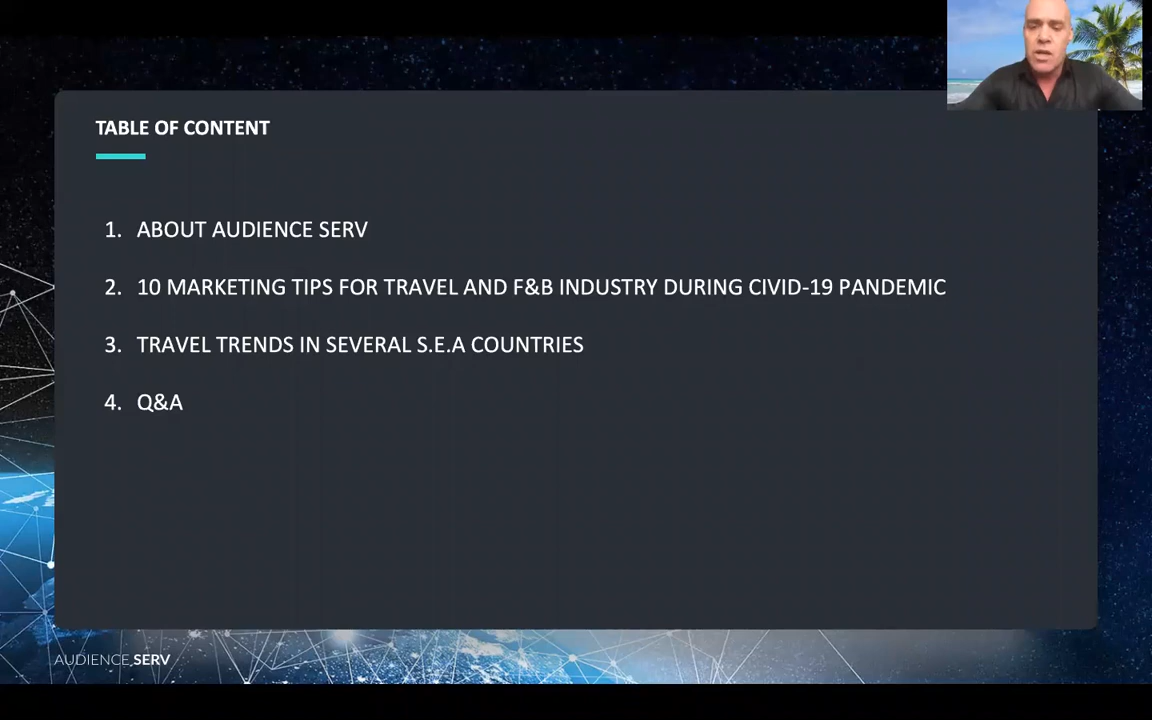 TABLE OF CONTENT
1. ABOUT AUDIENCE SERV
2. 10 MARKETING TIPS FOR TRAVEL AND F&B INDUSTRY DURING CIVID-19 PANDEMIC
3. TRAVEL TRENDS IN SEVERAL S.E.A COUNTRIES
4. Q&A
AUDIENCE SERV